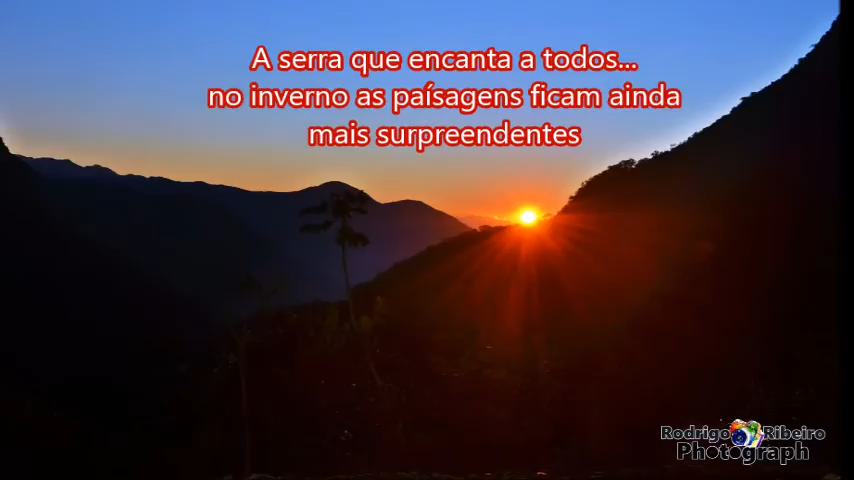 A serra que encanta a todos...
no inverno as paísagens ficam ainda
mais surpreendentes
Rodrigo Ribeiro
Photograph